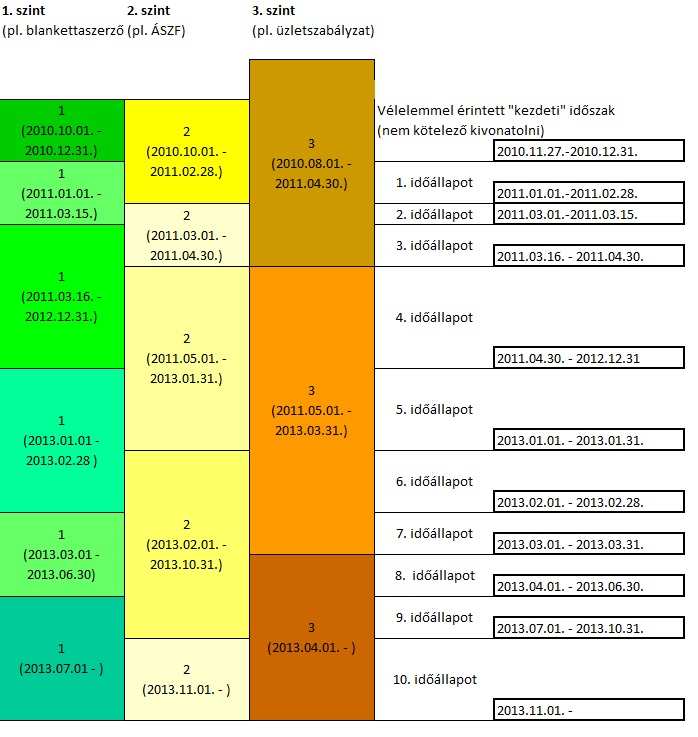 1. szint
(pl. blankettaszerző
2. szint
(pl. ÁSZF)
3. szint
(pl. üzletszabályzat)
1
(2010.10.01. -
2010.12.31.)
1
(2011.01.01. -
2011.03.15.)
1
(2011.03.16. -
2012.12.31.)
1
(2013.01.01 -
2013.02.28 )
1
(2013.03.01 -
2013.06.30)
1
(2013.07.01 - )
2
(2010.10.01. -
2011.02.28.)
2
(2011.03.01. -
2011.04.30.)
2
(2011.05.01. -
2013.01.31.)
2
(2013.02.01. -
2013.10.31.)
2
(2013.11.01. - )
3
(2010.08.01. -
2011.04.30.)
3
(2011.05.01. -
2013.03.31.)
3
(2013.04.01. - )
Vélelemmel érintett "kezdeti" időszak
(nem kötelező kivonatolni)
2010.11.27.-2010.12.31.
1. időállapot
2011.01.01.-2011.02.28.
2. időállapot
2011.03.01.-2011.03.15.
3. időállapot
2011.03.16. - 2011.04.30.
4. időállapot
2011.04.30. - 2012.12.31
5. időállapot
2013.01.01. - 2013.01.31.
6. időállapot
2013.02.01. - 2013.02.28.
7. időállapot
2013.03.01. - 2013.03.31.
8. időállapot
2013.04.01. - 2013.06.30.
9. időállapot
2013.07.01. - 2013.10.31.
10. időállapot
2013.11.01. -